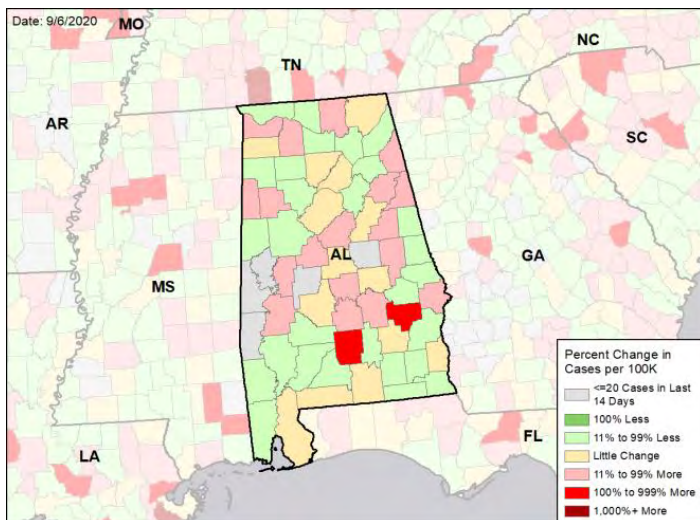 Date: 9/6/2020
MO
NC
TN
AR
SC
AL
GA
MS
Percent Change in
Cases per 100K
<=20 Cases in Last
14 Days
100% Less
11% to 99% Less
Little Change
11% to 99% More
100% to 999% More
1,000%+ More
LA
FL